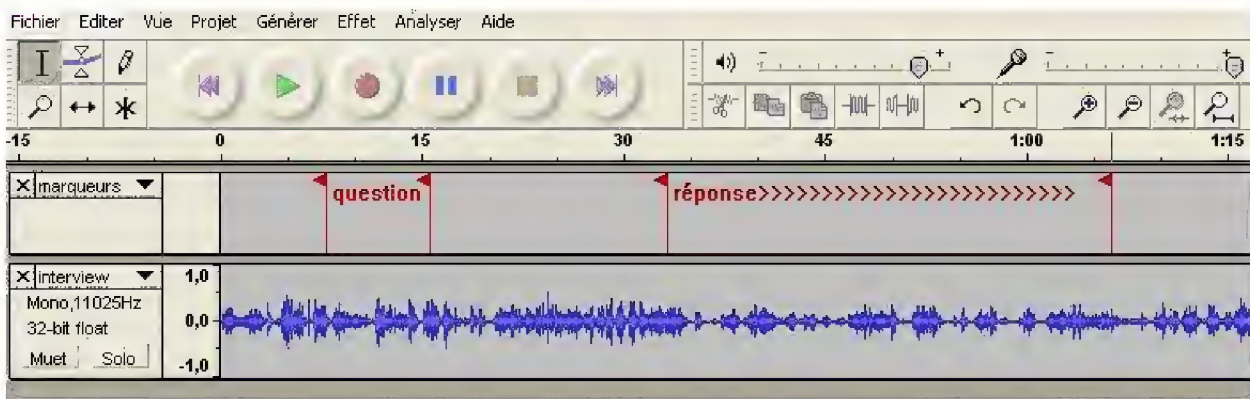 Fichier Editer Vue Projet Générer Effet Analyser Aide
-15 0 15 30 45 1:00 1:15
marqueurs
question réponse>>>>>>>>>>>>>>>>>>>>>>>>
interview
Mono,11025Hz
32-bit float
Muet Solo
1,0
0,0
-1,0